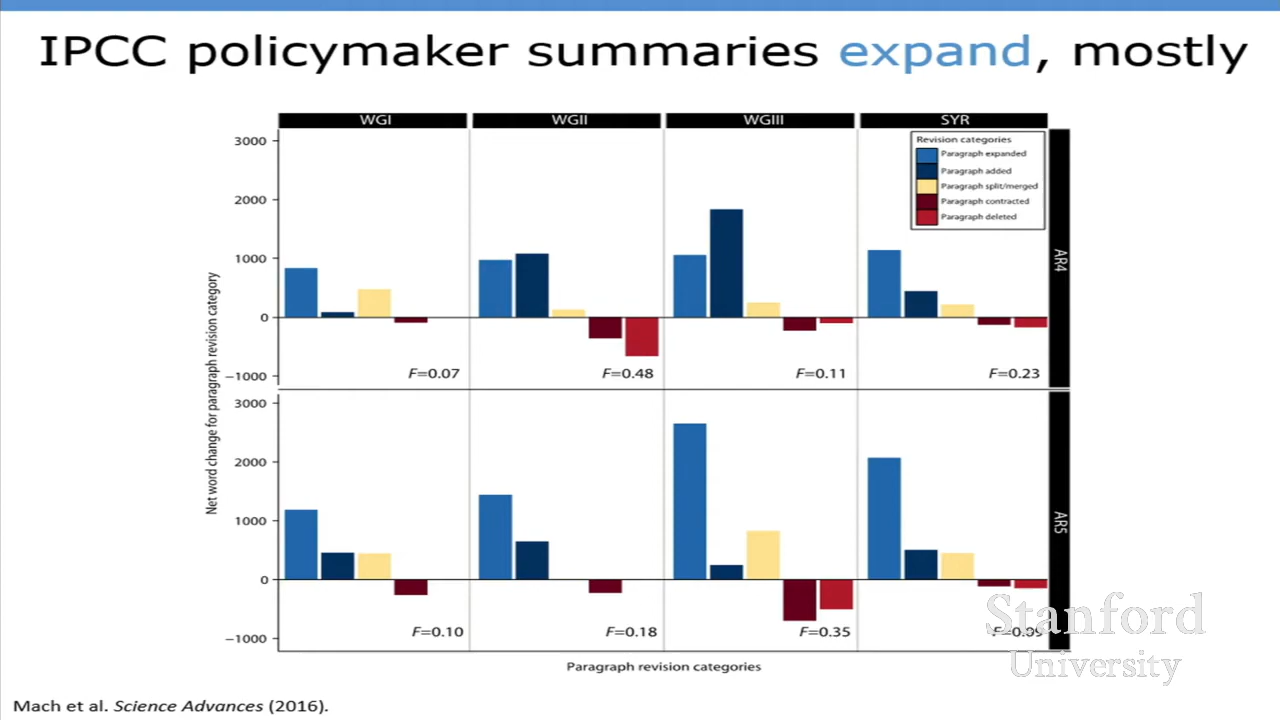 IPCC policymaker summaries expand, mostly
WGI
WGII
WGIII
SYR
Revision categories
Paragraph expanded
Paragraph added
Paragraph split/merged
Paragraph contracted
Paragraph deleted
Net word change for paragraph revision category
3000
2000
1000
0
−1000
F=0.07
F=0.48
F=0.11
F=0.23
AR4
3000
2000
1000
0
−1000
F=0.10
F=0.18
F=0.35
F=0.09
AR5
Paragraph revision categories
Stanford
University
Mach et al. Science Advances (2016).